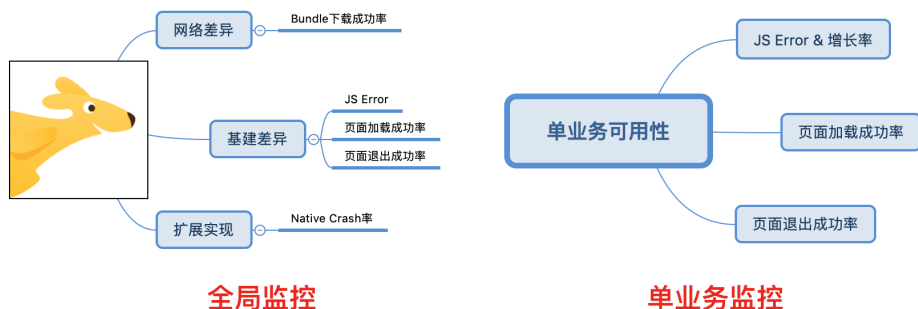 网络差异
Bundle下载成功率
基建差异
JS Error
页面加载成功率
页面退出成功率
扩展实现
Native Crash率
全局监控
单业务可用性
JS Error & 增长率
页面加载成功率
页面退出成功率
单业务监控